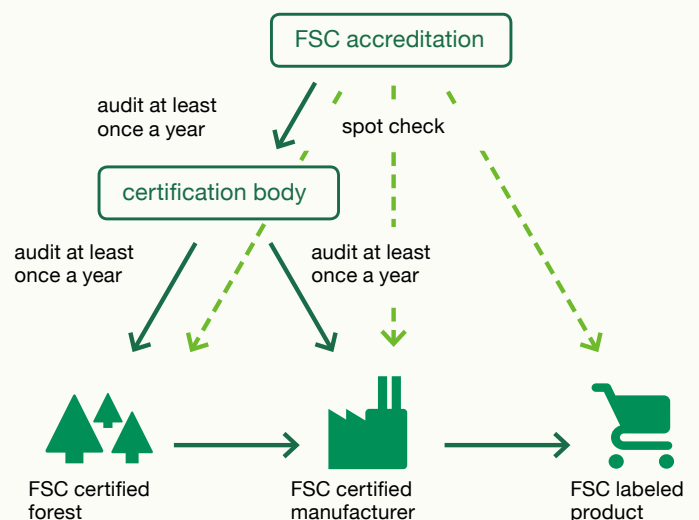 FSC accreditation
audit at least
once a year
spot check
certification body
audit at least
once a year
audit at least
once a year
FSC certified
forest
FSC certified
manufacturer
FSC labeled
product